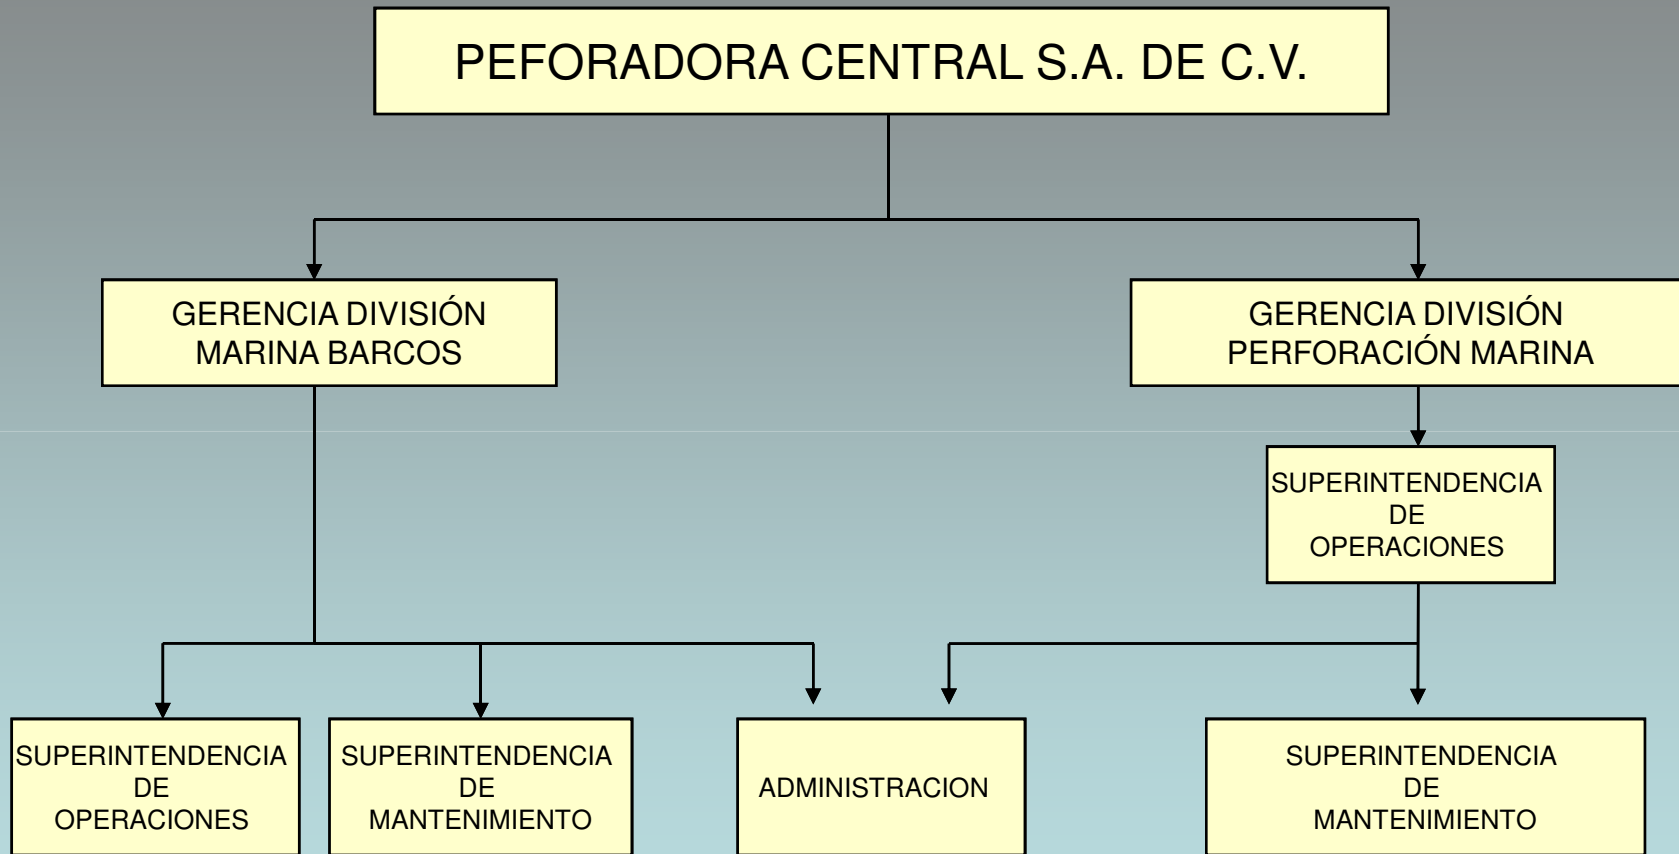 PEFORADORA CENTRAL S.A. DE C.V.
GERENCIA DIVISIÓN
MARINA BARCOS
GERENCIA DIVISIÓN
PERFORACIÓN MARINA
SUPERINTENDENCIA
DE
OPERACIONES
SUPERINTENDENCIA
DE
OPERACIONES
SUPERINTENDENCIA
DE
MANTENIMIENTO
ADMINISTRACION
SUPERINTENDENCIA
DE
MANTENIMIENTO